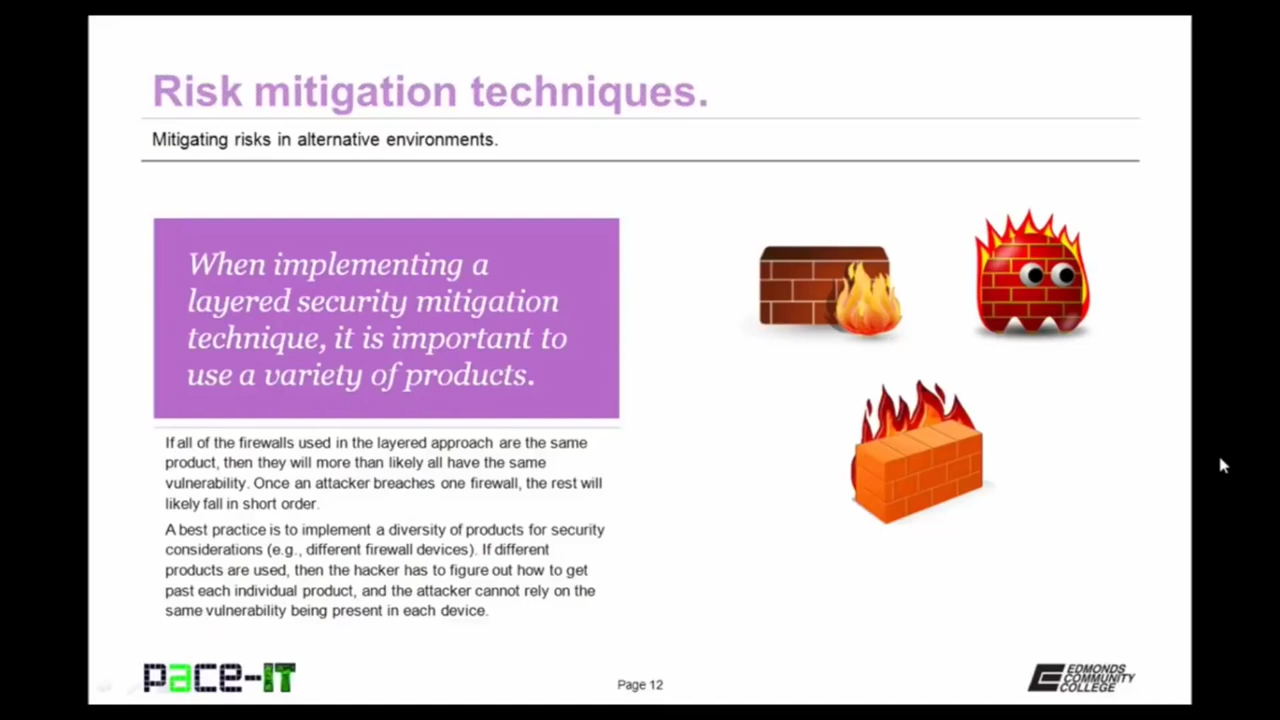 Risk mitigation techniques.
Mitigating risks in alternative environments.
When implementing a
layered security mitigation
technique, it is important to
use a variety of products.
If all of the firewalls used in the layered approach are the same
product, then they will more than likely all have the same
vulnerability. Once an attacker breaches one firewall, the rest will
likely fall in short order.
A best practice is to implement a diversity of products for security
considerations (e.g., different firewall devices). If different
products are used, then the hacker has to figure out how to get
past each individual product, and the attacker cannot rely on the
same vulnerability being present in each device.
pace-IT
Page 12
EDMONDS
COMMUNITY
COLLEGE